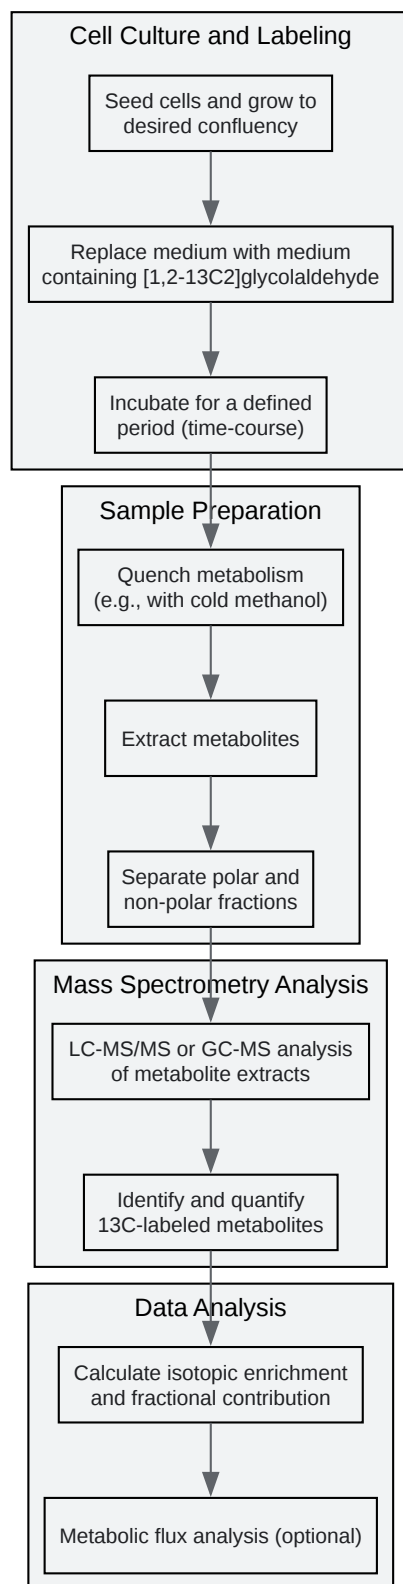 Cell Culture and Labeling
Seed cells and grow to
desired confluency
Replace medium with medium
containing [1,2-13C2]glycolaldehyde
Incubate for a defined
period (time-course)
Sample Preparation
Quench metabolism
(e.g., with cold methanol)
Extract metabolites
Separate polar and
non-polar fractions
Mass Spectrometry Analysis
LC-MS/MS or GC-MS analysis
of metabolite extracts
Identify and quantify
13C-labeled metabolites
Data Analysis
Calculate isotopic enrichment
and fractional contribution
Metabolic flux analysis (optional)